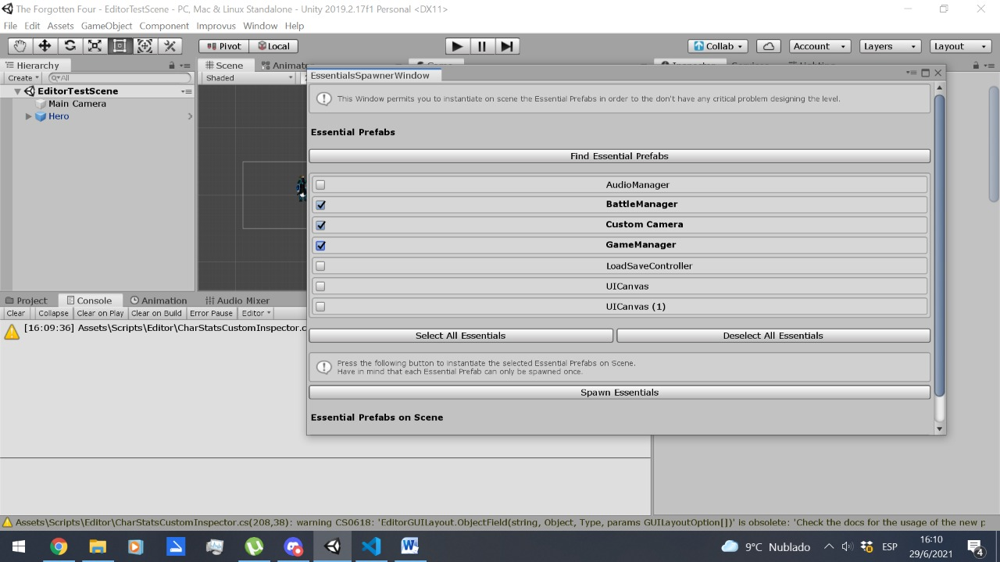 The Forgotten Four - EditorTestScene - PC, Mac & Linux Standalone - Unity 2019.2.17f1 Personal <DX11>
File Edit Assets GameObject Component Improvus Window Help
Pivot Local Collab Account Layers Layout
Hierarchy Scene
Create All Shaded
EssentialsSpawnerWindow
EditorTestScene
Main Camera
Hero
This Window permits you to instantiate on scene the Essential Prefabs in order to the don't have any critical problem designing the level.
Essential Prefabs
Find Essential Prefabs
AudioManager
BattleManager
Custom Camera
GameManager
LoadSaveController
UICanvas
UICanvas (1)
Select All Essentials Deselect All Essentials
Press the following button to instantiate the selected Essential Prefabs on Scene.
Have in mind that each Essential Prefab can only be spawned once.
Spawn Essentials
Essential Prefabs on Scene
Project Console Animation Audio Mixer
Clear Collapse Clear on Play Clear on Build Error Pause Editor
[16:09:36] Assets\Scripts\Editor\CharStatsCustomInspector.c
Assets\Scripts\Editor\CharStatsCustomInspector.cs(208,38): warning CS0618: 'EditorGUILayout.ObjectField(string, Object, Type, params GUILayoutOption[])' is obsolete: 'Check the docs for the usage of the new p
9°C Nublado ESP 16:10
29/6/2021
4